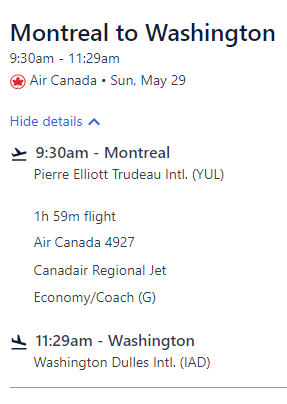 Montreal to Washington
9:30am - 11:29am
Air Canada • Sun, May 29
Hide details
9:30am - Montreal
Pierre Elliott Trudeau Intl. (YUL)
1h 59m flight
Air Canada 4927
Canadair Regional Jet
Economy/Coach (G)
11:29am - Washington
Washington Dulles Intl. (IAD)